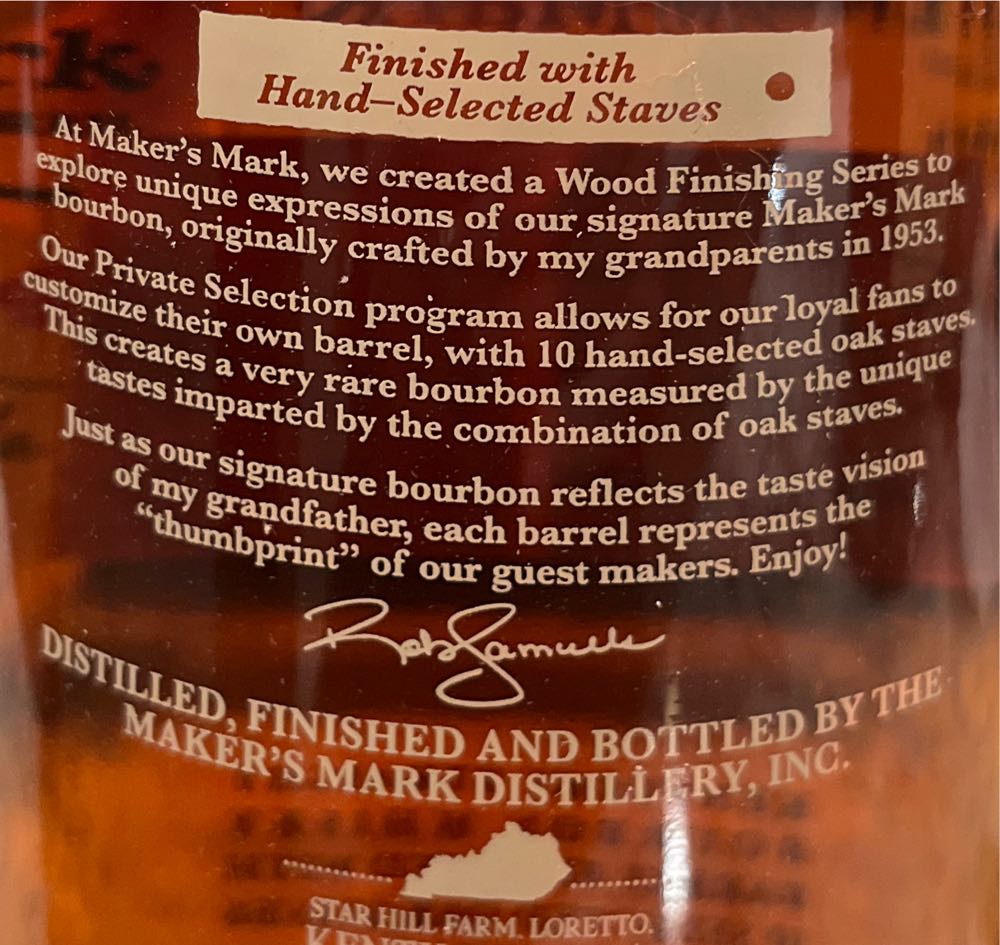 Finished with
Hand–Selected Staves
At Maker's Mark, we created a Wood Finishing Series to
explore unique expressions of our signature Maker's Mark
bourbon, originally crafted by my grandparents in 1953.
Our Private Selection program allows for our loyal fans to
customize their own barrel, with 10 hand-selected oak staves.
This creates a very rare bourbon measured by the unique
tastes imparted by the combination of oak staves.
Just as our signature bourbon reflects the taste vision
of my grandfather, each barrel represents the
“thumbprint” of our guest makers. Enjoy!
Rob Samuels
DISTILLED, FINISHED AND BOTTLED BY THE
MAKER'S MARK DISTILLERY, INC.
STAR HILL FARM. LORETTO.